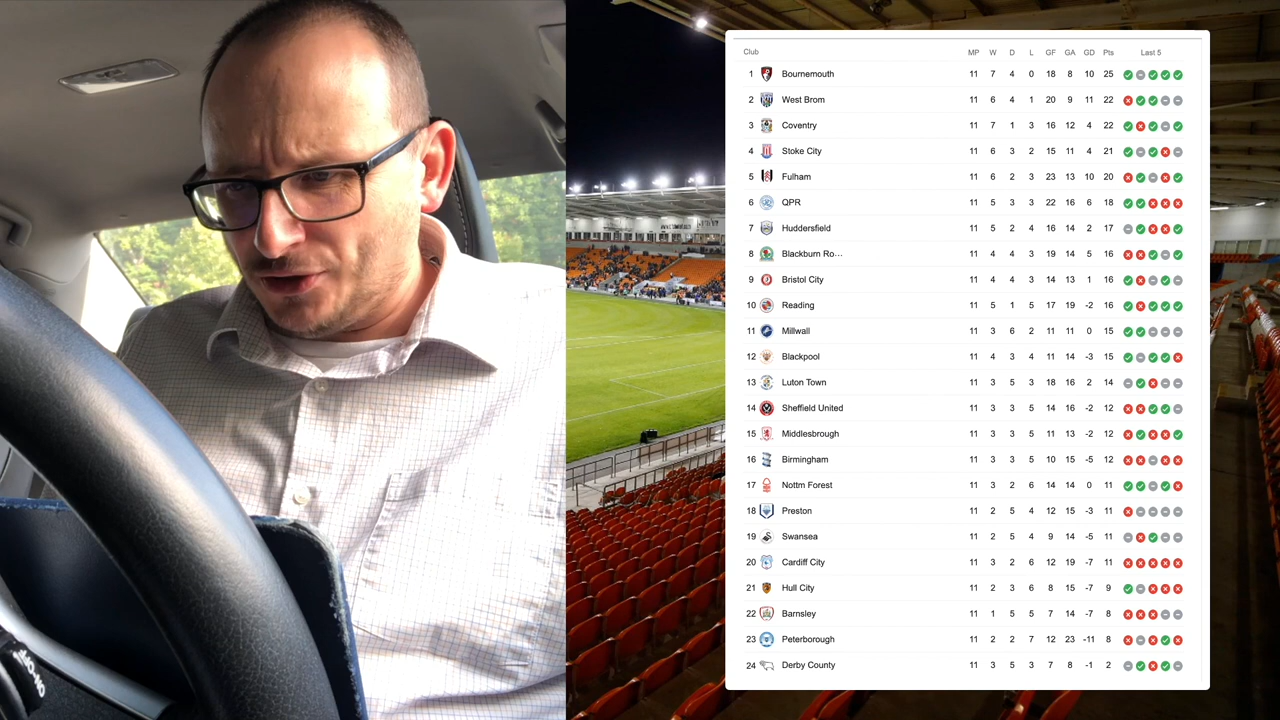 Club MP W D L GF GA GD Pts Last 5
1 Bournemouth 11 7 4 0 18 8 10 25
2 West Brom 11 6 4 1 20 9 11 22
3 Coventry 11 7 1 3 16 12 4 22
4 Stoke City 11 6 3 2 15 11 4 21
5 Fulham 11 6 2 3 23 13 10 20
6 QPR 11 5 3 3 22 16 6 18
7 Huddersfield 11 5 2 4 16 14 2 17
8 Blackburn Ro... 11 4 4 3 19 14 5 16
9 Bristol City 11 4 4 3 14 13 1 16
10 Reading 11 5 1 5 17 19 -2 16
11 Millwall 11 3 6 2 11 11 0 15
12 Blackpool 11 4 3 4 11 14 -3 15
13 Luton Town 11 3 5 3 18 16 2 14
14 Sheffield United 11 3 3 5 14 16 -2 12
15 Middlesbrough 11 3 3 5 11 13 -2 12
16 Birmingham 11 3 3 5 10 15 -5 12
17 Nottm Forest 11 3 2 6 14 14 0 11
18 Preston 11 2 5 4 12 15 -3 11
19 Swansea 11 2 5 4 9 14 -5 11
20 Cardiff City 11 3 2 6 12 19 -7 11
21 Hull City 11 2 3 6 8 15 -7 9
22 Barnsley 11 1 5 5 7 14 -7 8
23 Peterborough 11 2 2 7 12 23 -11 8
24 Derby County 11 3 5 3 7 8 -1 2